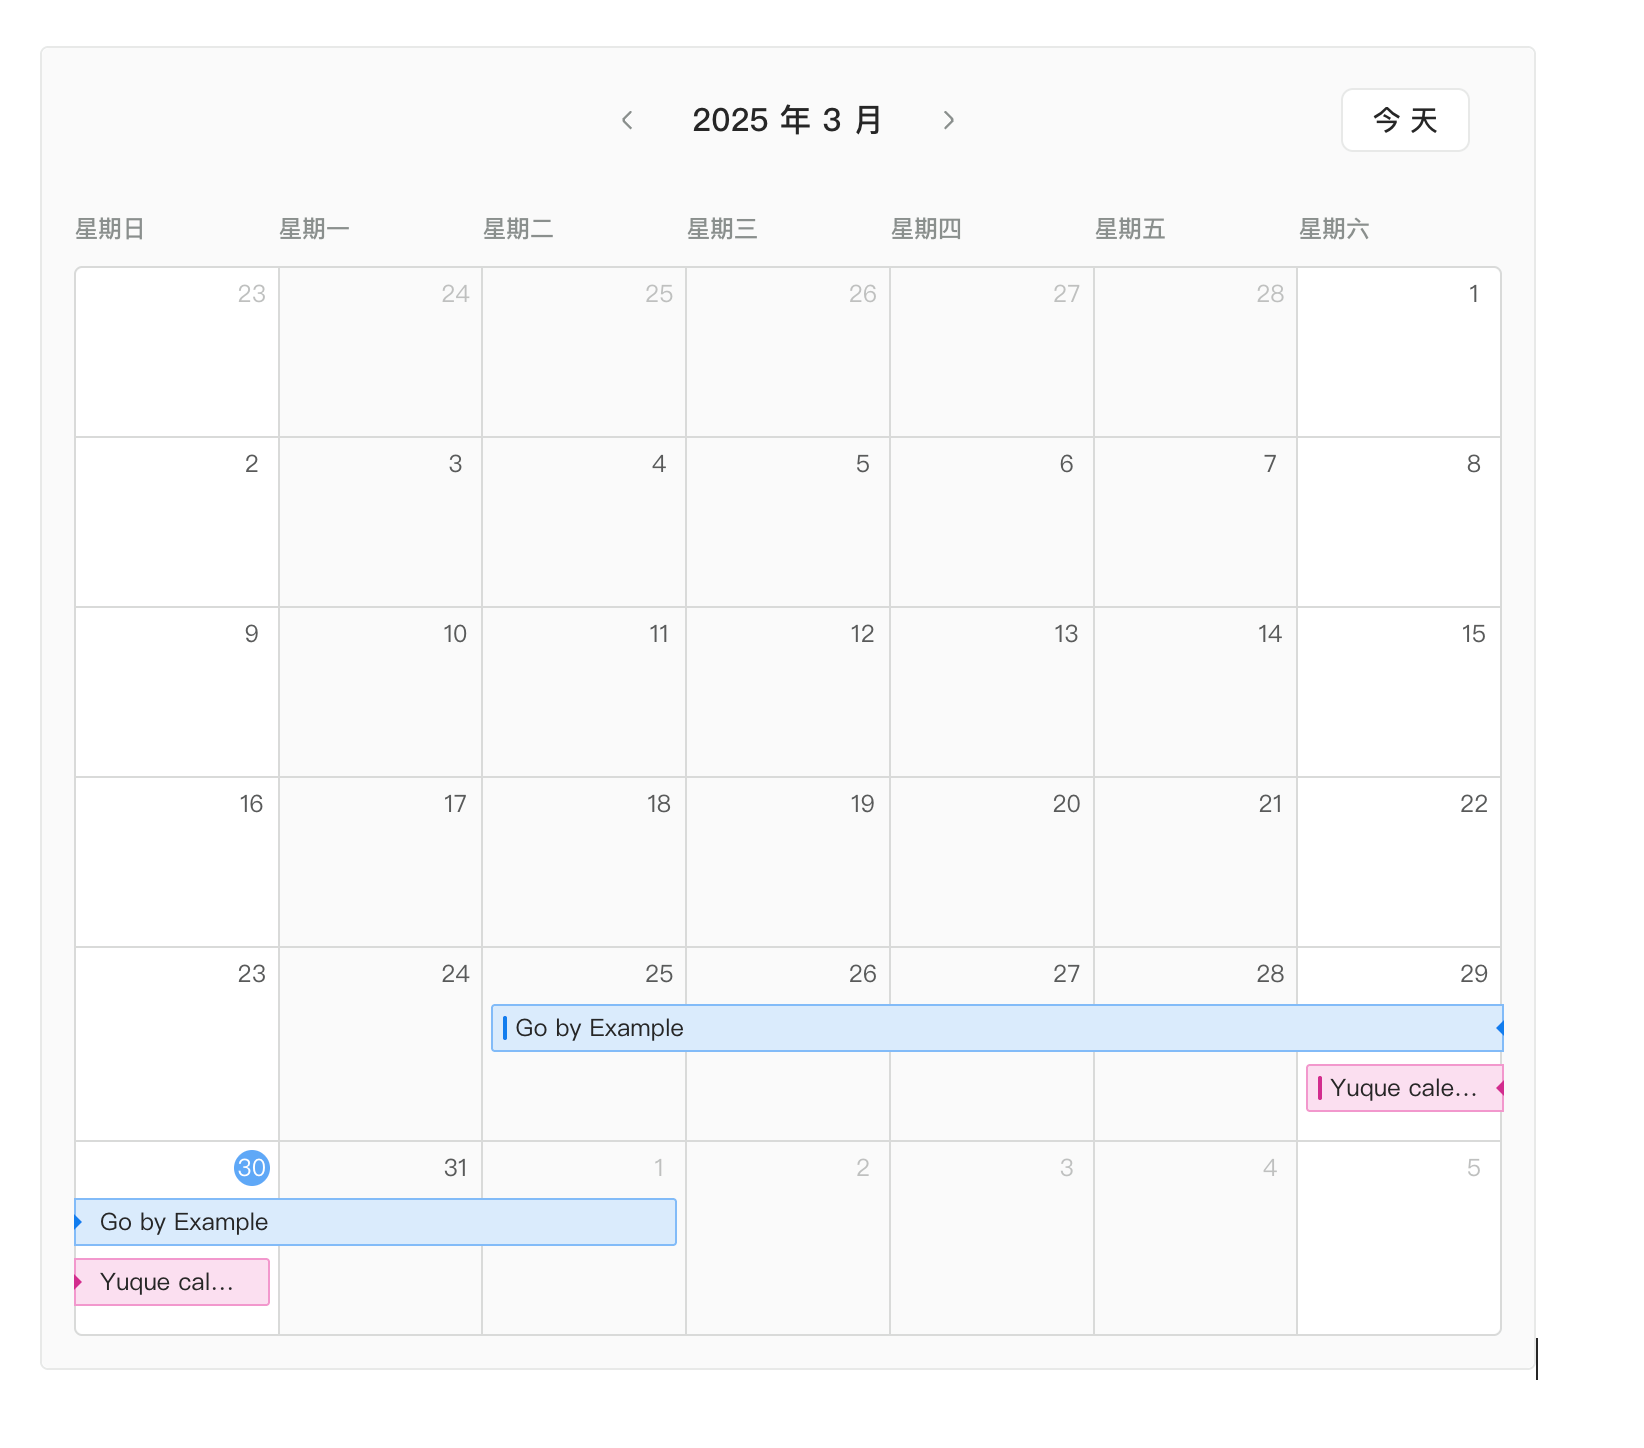 2025 年 3 月
今 天
星期日 星期一 星期二 星期三 星期四 星期五 星期六
23 24 25 26 27 28 1
2 3 4 5 6 7 8
9 10 11 12 13 14 15
16 17 18 19 20 21 22
23 24 25 26 27 28 29
Go by Example
Yuque cale...
30 31 1 2 3 4 5
Go by Example
Yuque cal...